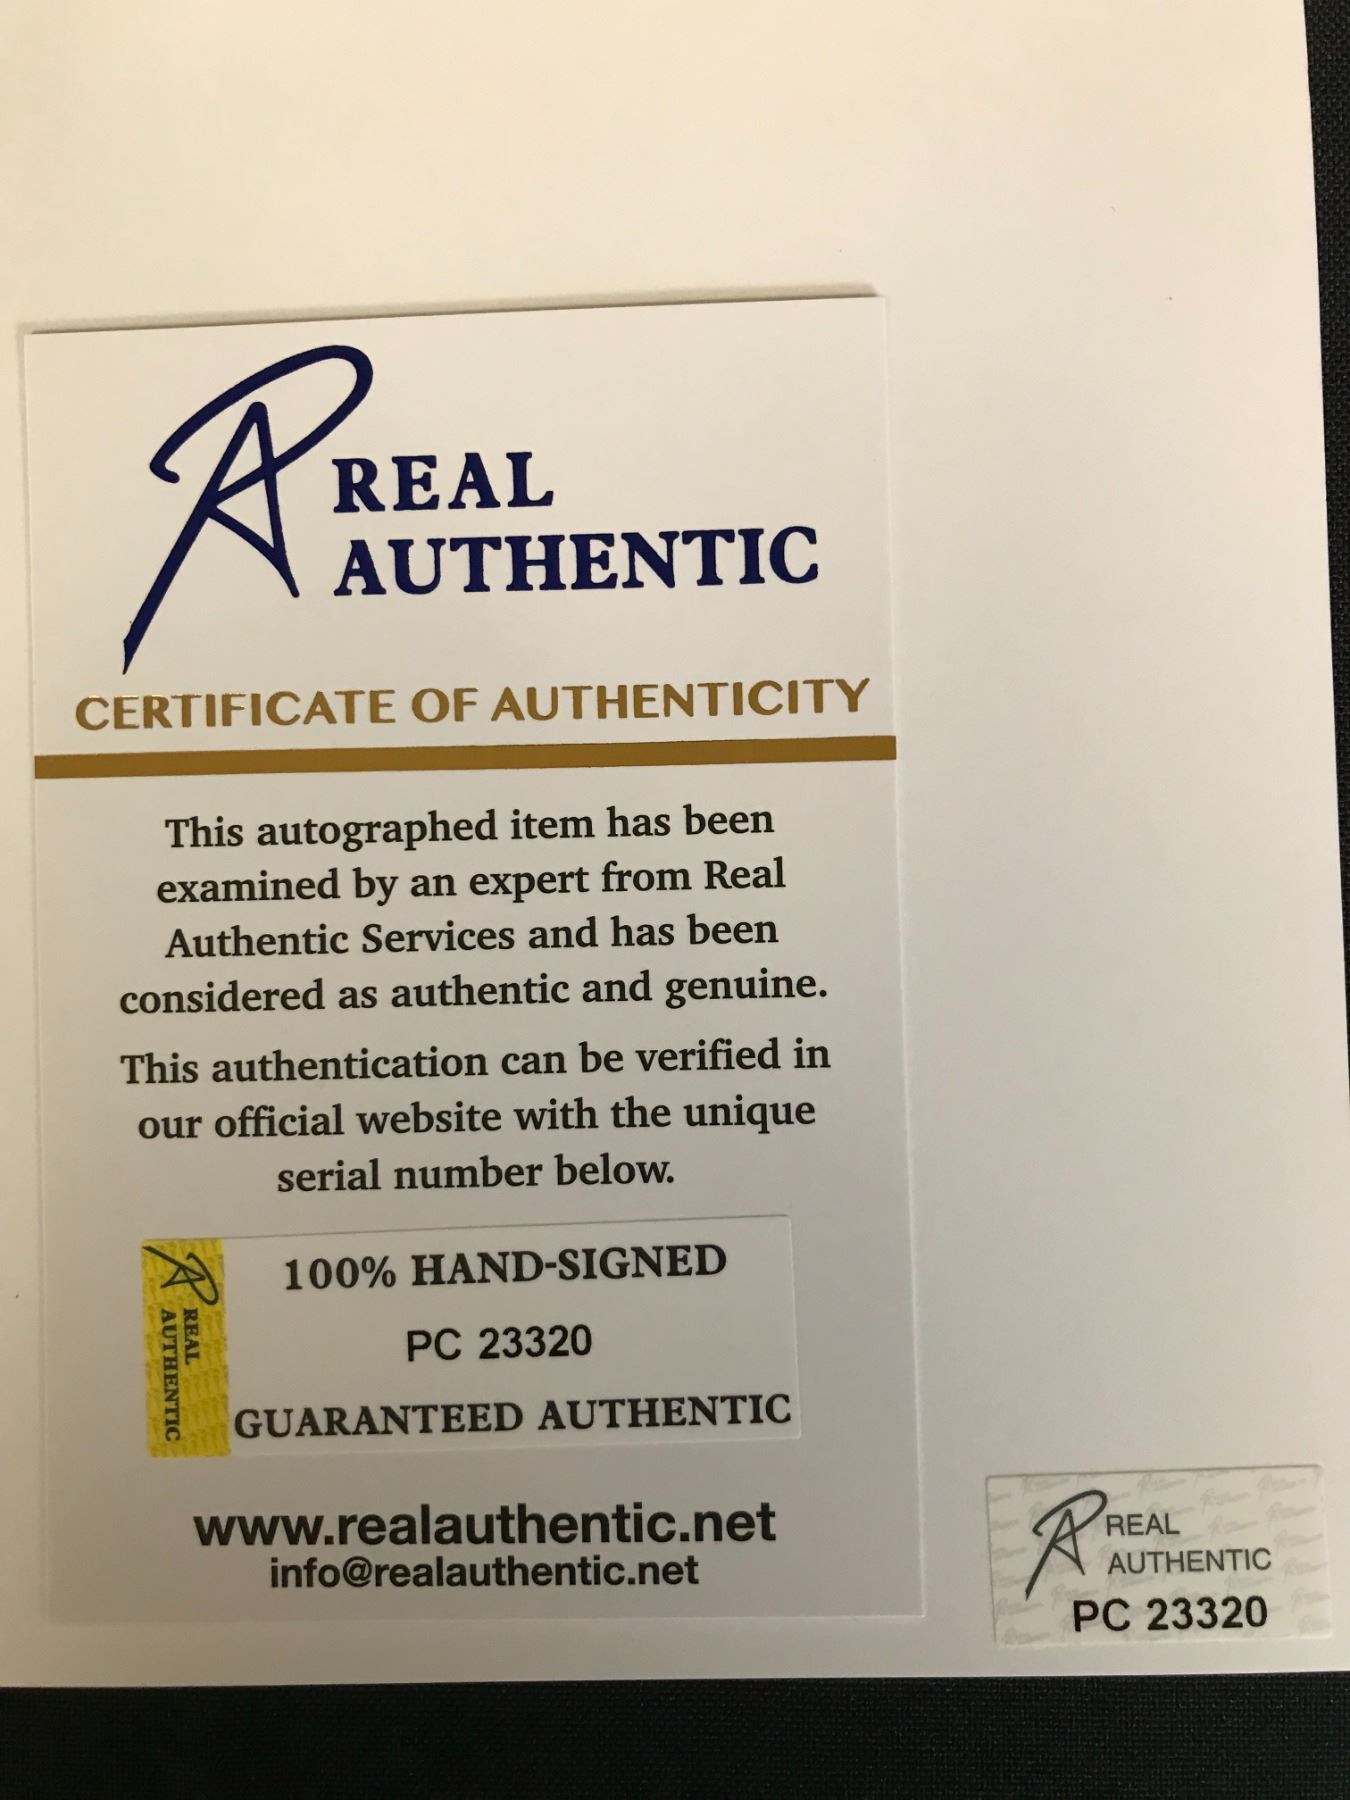 REAL
AUTHENTIC
CERTIFICATE OF AUTHENTICITY
This autographed item has been
examined by an expert from Real
Authentic Services and has been
considered as authentic and genuine.
This authentication can be verified in
our official website with the unique
serial number below.
REAL
AUTHENTIC
100% HAND-SIGNED
PC 23320
GUARANTEED AUTHENTIC
www.realauthentic.net
info@realauthentic.net
REAL
AUTHENTIC
PC 23320